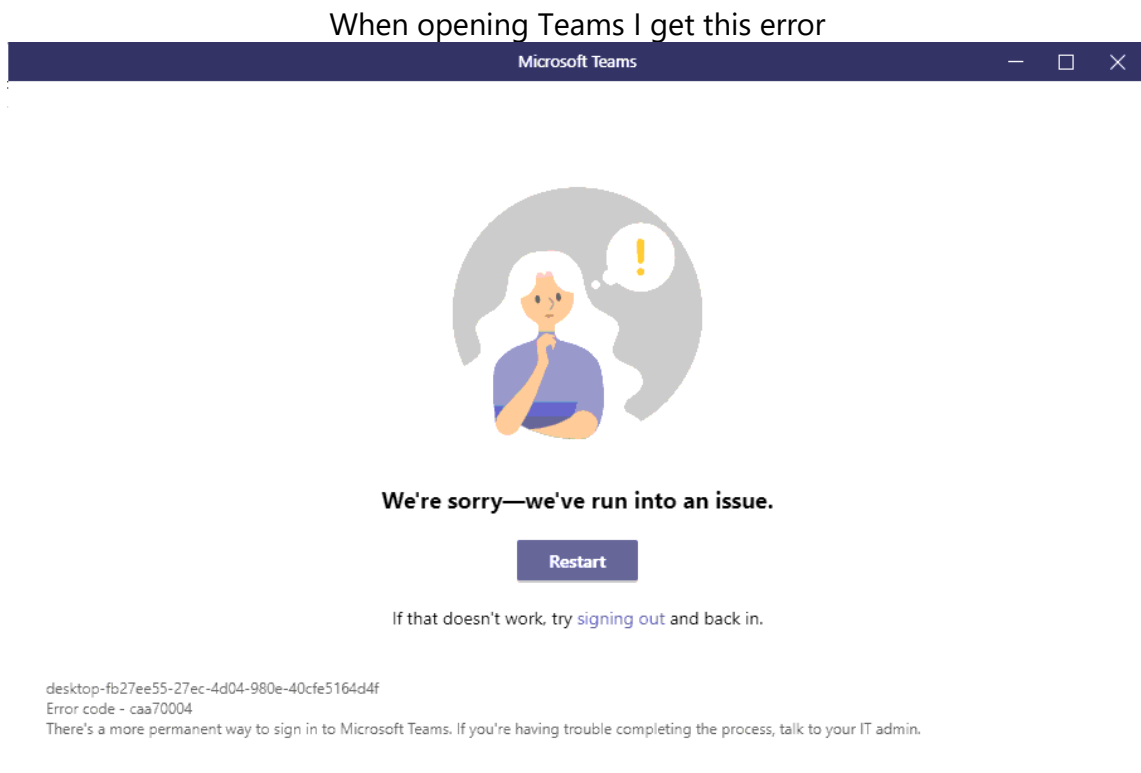 When opening Teams I get this error
Microsoft Teams
We're sorry—we've run into an issue.
Restart
If that doesn't work, try signing out and back in.
desktop-fb27ee55-27ec-4d04-980e-40cfe5164d4f
Error code - caa70004
There's a more permanent way to sign in to Microsoft Teams. If you're having trouble completing the process, talk to your IT admin.